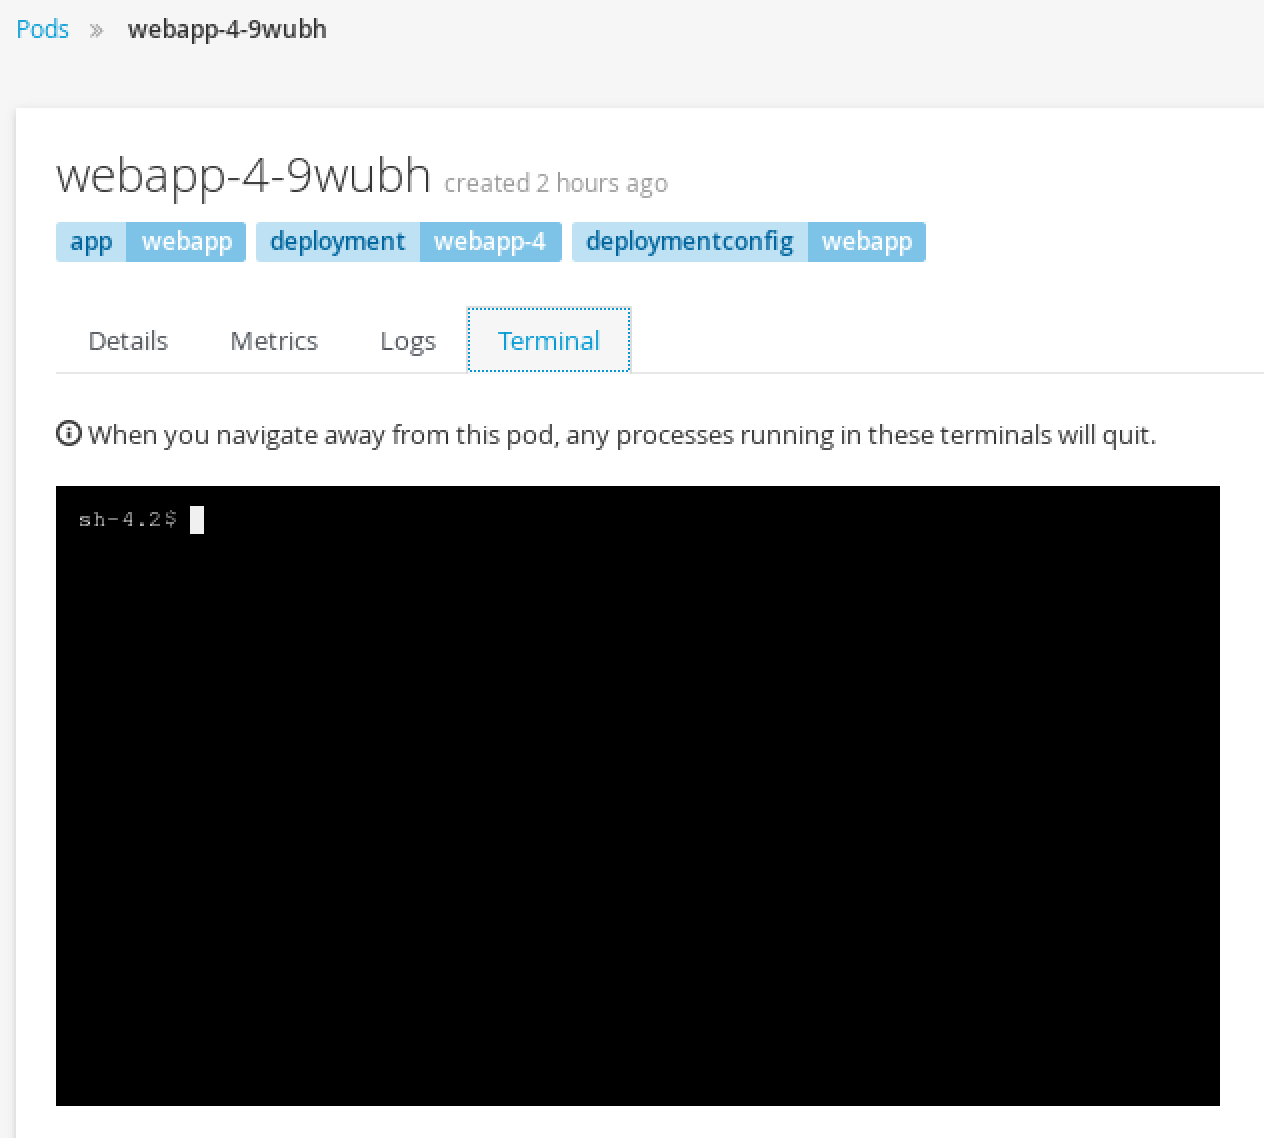 Pods » webapp-4-9wubh
webapp-4-9wubh created 2 hours ago
app webapp deployment webapp-4 deploymentconfig webapp
Details Metrics Logs Terminal
When you navigate away from this pod, any processes running in these terminals will quit.
sh-4.2$